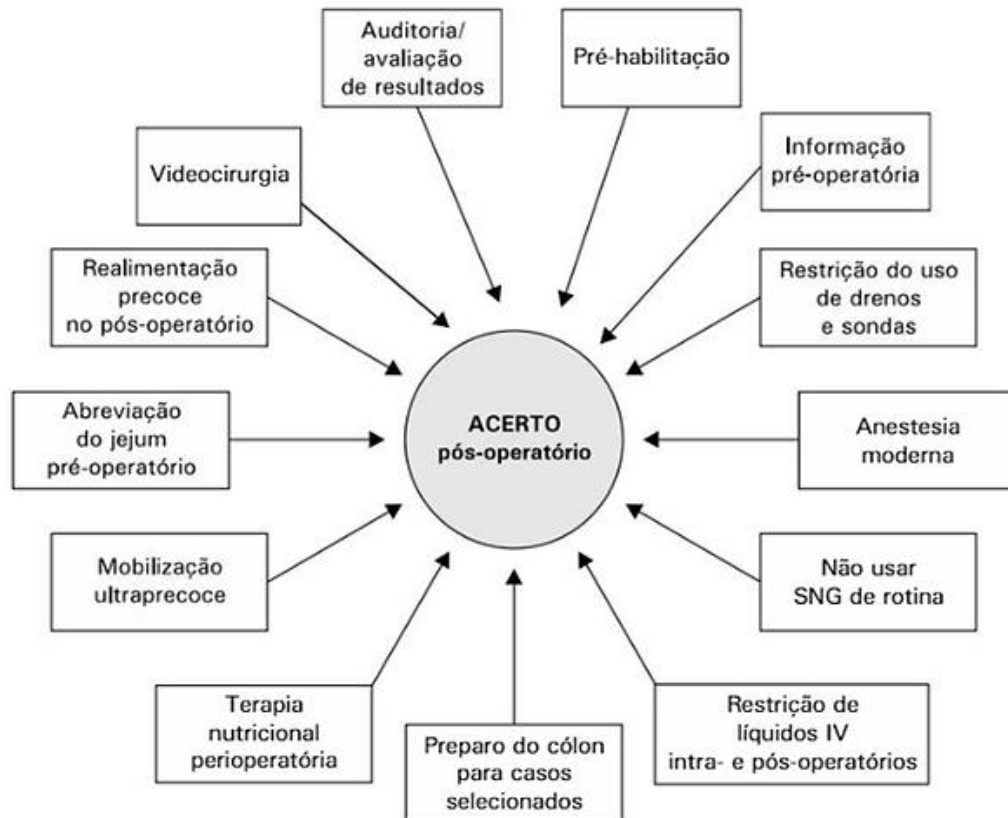 Auditoria/
avaliação
de resultados
Pré-habilitação
Videocirurgia
Informação
pré-operatória
Realimentação
precoce
no pós-operatório
Restrição do uso
de drenos
e sondas
ACERTO
pós-operatório
Abreviação
do jejum
pré-operatório
Anestesia
moderna
Mobilização
ultraprecoce
Não usar
SNG de rotina
Terapia
nutricional
perioperatória
Preparo do cólon
para casos
selecionados
Restrição de
líquidos IV
intra- e pós-operatórios